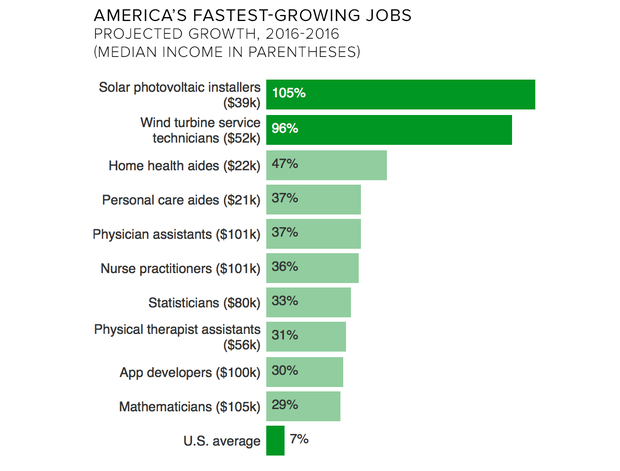 AMERICA'S FASTEST-GROWING JOBS
PROJECTED GROWTH, 2016-2016
(MEDIAN INCOME IN PARENTHESES)
Solar photovoltaic installers
($39k) 105%
Wind turbine service
technicians ($52k) 96%
Home health aides ($22k) 47%
Personal care aides ($21k) 37%
Physician assistants ($101k) 37%
Nurse practitioners ($101k) 36%
Statisticians ($80k) 33%
Physical therapist assistants
($56k) 31%
App developers ($100k) 30%
Mathematicians ($105k) 29%
U.S. average 7%